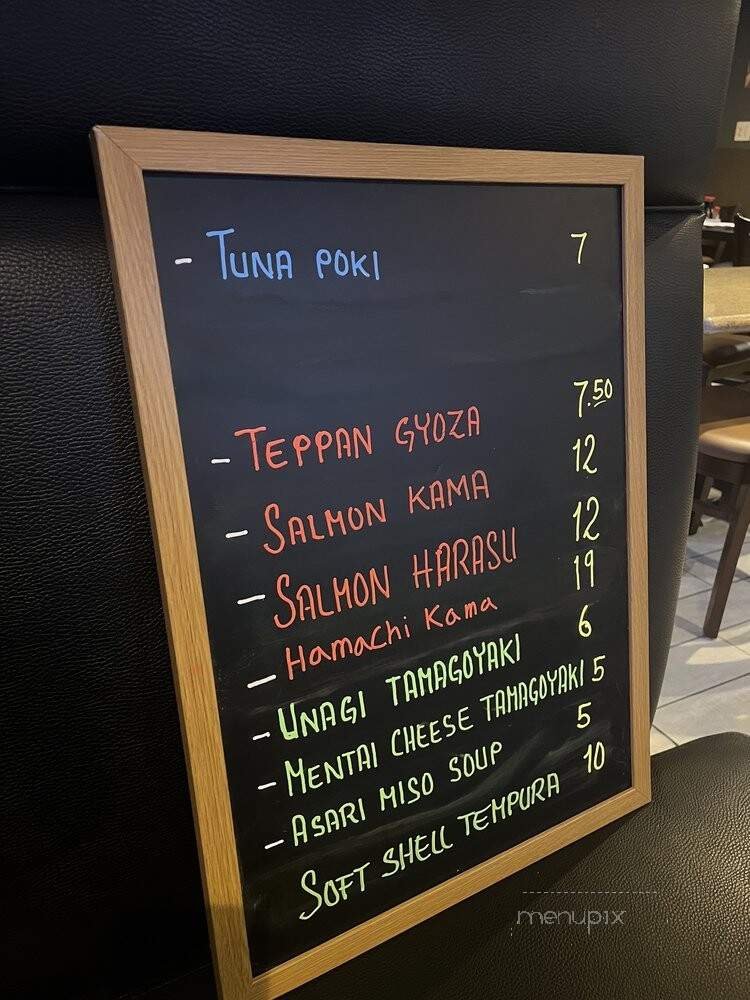 - TUNA POKI 7
- TEPPAN GYOZA 7.50
- SALMON KAMA 12
- SALMON HARASU 12
- Hamachi Kama 19
- UNAGI TAMAGOYAKI 6
- MENTAI CHEESE TAMAGOYAKI 5
- ASARI MISO SOUP 5
SOFT SHELL TEMPURA 10
menupix